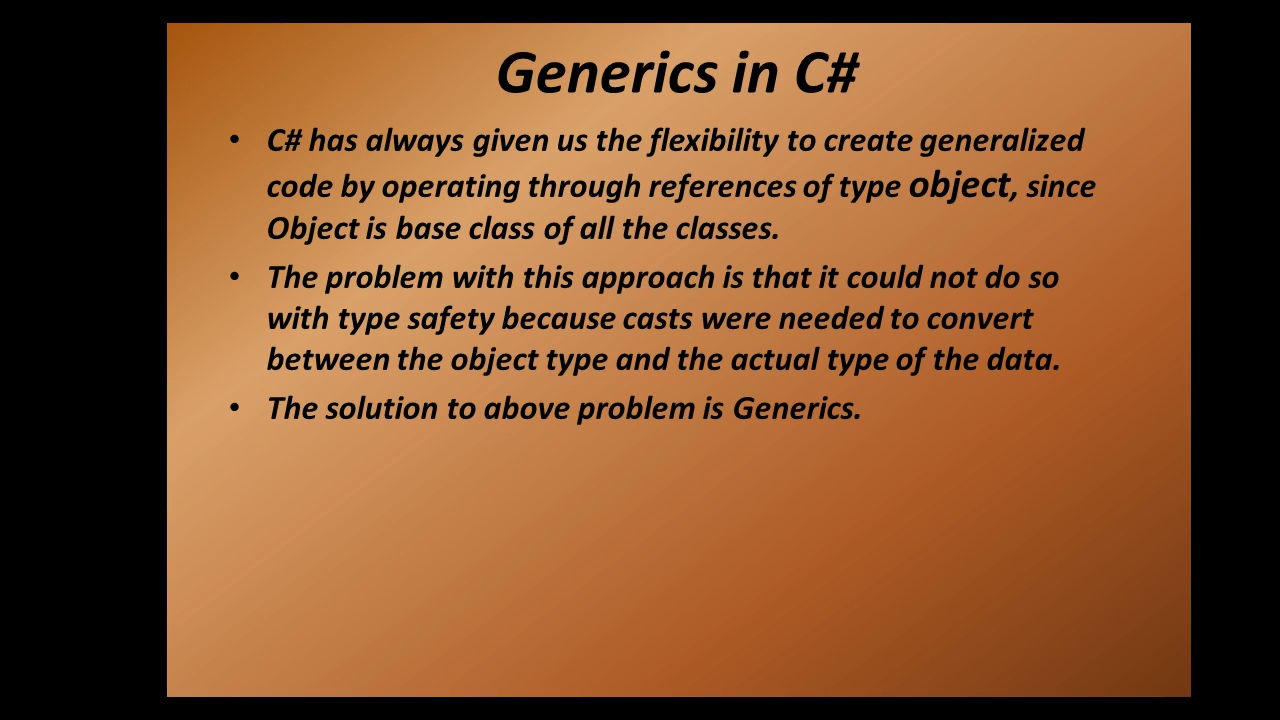 Generics in C#
• C# has always given us the flexibility to create generalized
code by operating through references of type object, since
Object is base class of all the classes.
• The problem with this approach is that it could not do so
with type safety because casts were needed to convert
between the object type and the actual type of the data.
• The solution to above problem is Generics.